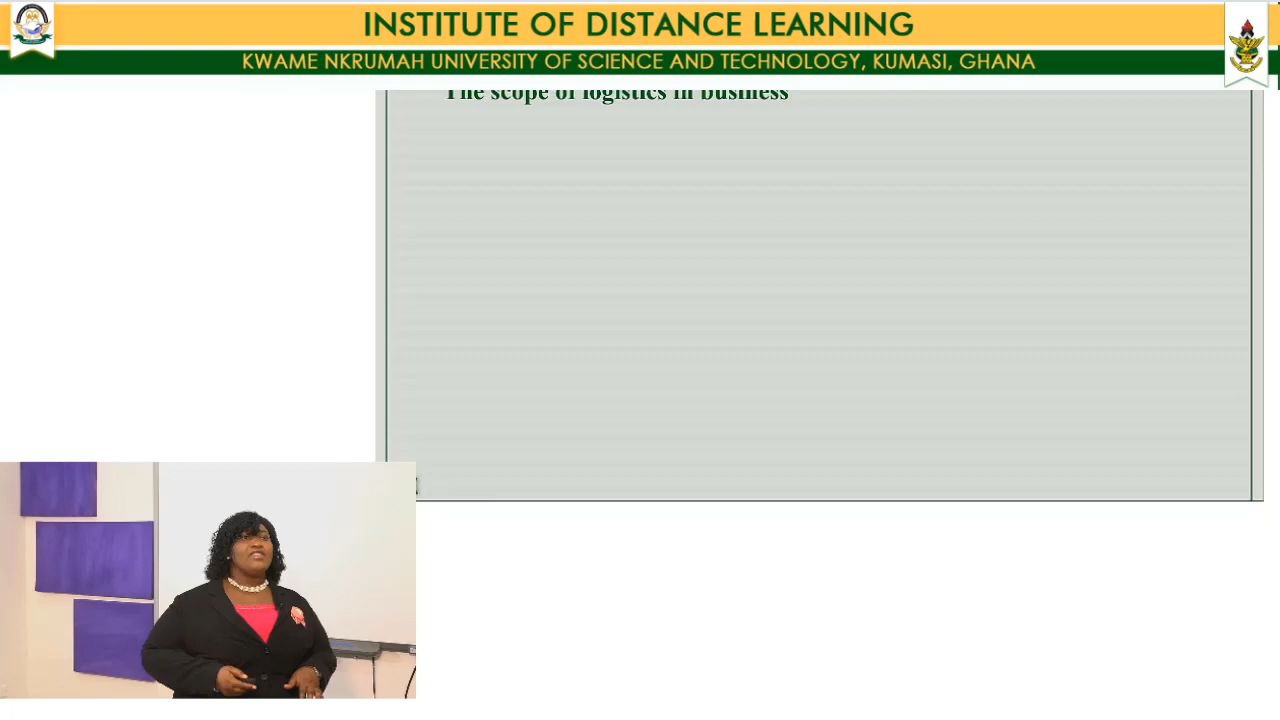 INSTITUTE OF DISTANCE LEARNING
KWAME NKRUMAH UNIVERSITY OF SCIENCE AND TECHNOLOGY, KUMASI, GHANA
The scope of logistics in business